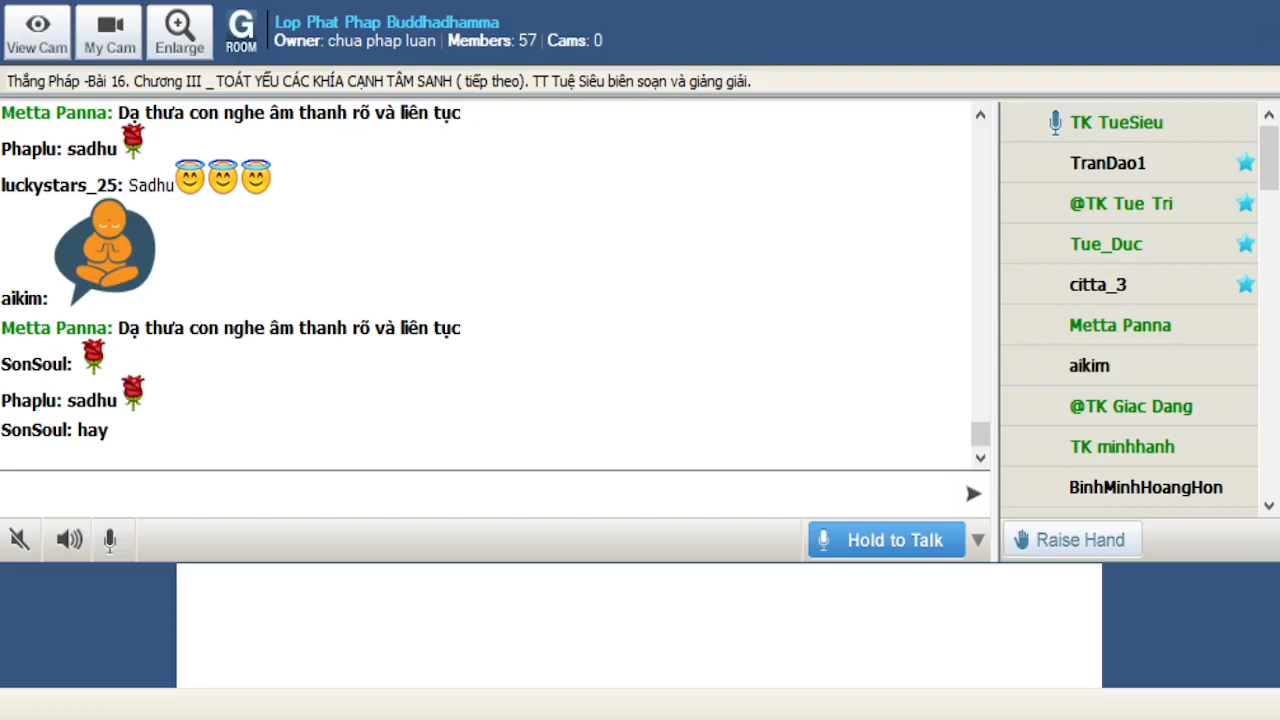 View Cam
My Cam
Enlarge
G
ROOM
Lop Phat Phap Buddhadhamma
Owner: chua phap luan | Members: 57 | Cams: 0
Thắng Pháp -Bài 16. Chương III _TOÁT YẾU CÁC KHÍA CẠNH TÂM SANH ( tiếp theo). TT Tuệ Siêu biên soạn và giảng giải.
Metta Panna: Dạ thưa con nghe âm thanh rõ và liên tục
Phaplu: sadhu
luckystars_25: Sadhu
aikim:
Metta Panna: Dạ thưa con nghe âm thanh rõ và liên tục
SonSoul:
Phaplu: sadhu
SonSoul: hay
TK TueSieu
TranDao1
@TK Tue Tri
Tue_Duc
citta_3
Metta Panna
aikim
@TK Giac Dang
TK minhhanh
BinhMinhHoangHon
Hold to Talk
Raise Hand